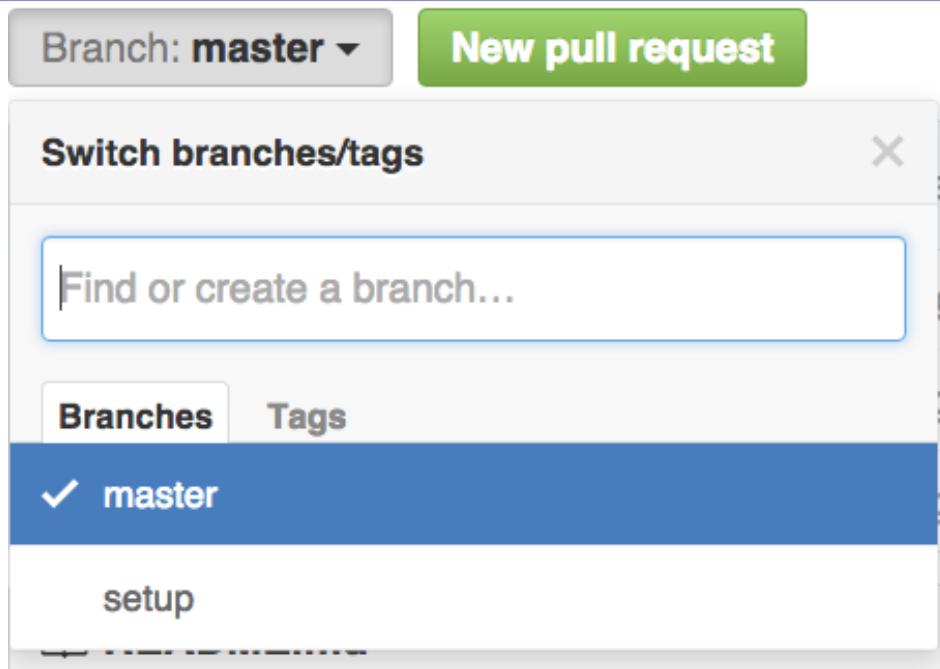 Branch: master
New pull request
Switch branches/tags
Find or create a branch…
Branches
Tags
master
setup